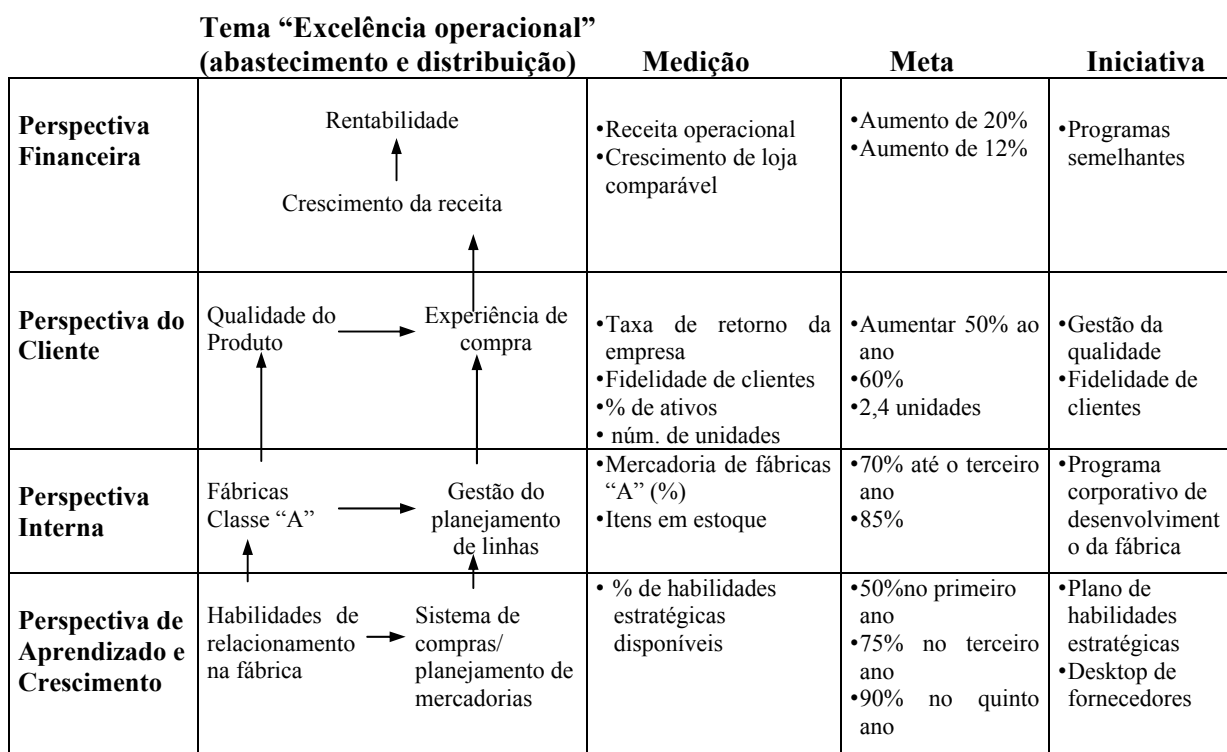 Tema “Excelência operacional”
(abastecimento e distribuição)
Medição
Meta
Iniciativa
Perspectiva
Financeira
Rentabilidade
Crescimento da receita
•Receita operacional
•Crescimento de loja
comparável
•Aumento de 20%
•Aumento de 12%
•Programas
semelhantes
Perspectiva do
Cliente
Qualidade do
Produto
Experiência de
compra
•Taxa de retorno da
empresa
•Fidelidade de clientes
•% de ativos
• núm. de unidades
•Aumentar 50% ao
ano
•60%
•2,4 unidades
•Gestão da
qualidade
•Fidelidade de
clientes
Perspectiva
Interna
Fábricas
Classe “A”
Gestão do
planejamento
de linhas
•Mercadoria de fábricas
“A” (%)
•Itens em estoque
•70% até o terceiro
ano
•85%
•Programa
corporativo de
desenvolviment
o da fábrica
Perspectiva de
Aprendizado e
Crescimento
Habilidades de
relacionamento
na fábrica
Sistema de
compras/
planejamento de
mercadorias
• % de habilidades
estratégicas
disponíveis
•50%no primeiro
ano
•75% no terceiro
ano
•90% no quinto
ano
•Plano de
habilidades
estratégicas
•Desktop de
fornecedores